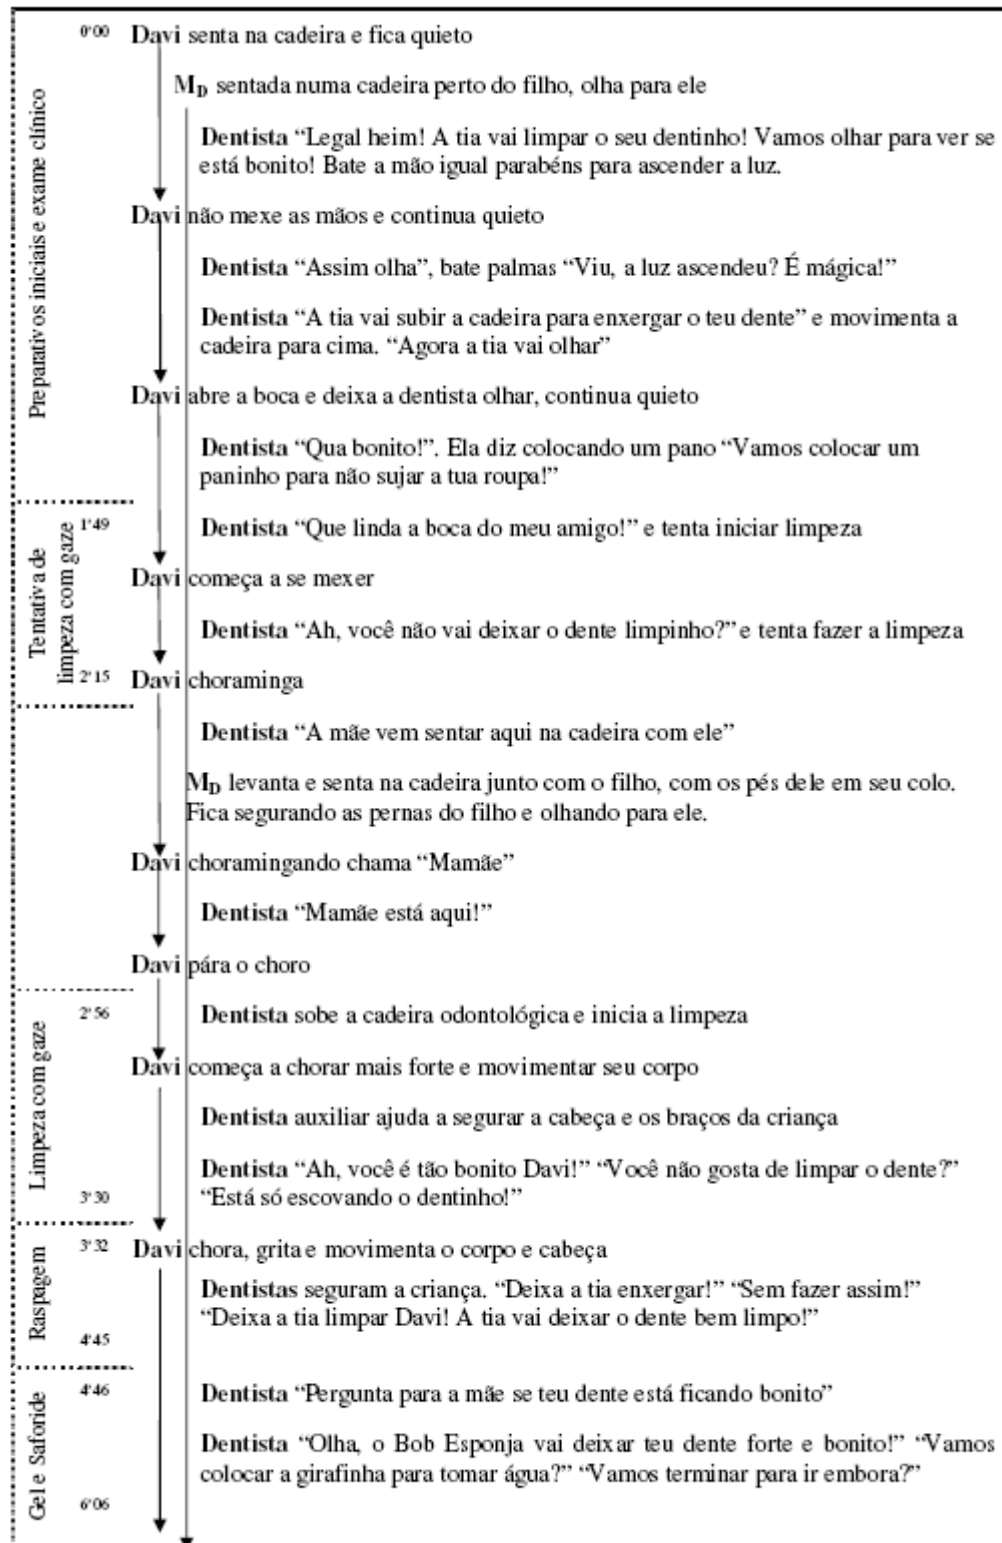 0'00 Davi senta na cadeira e fica quieto
Preparativos iniciais e exame clínico
M_D sentada numa cadeira perto do filho, olha para ele
Dentista “Legal heim! A tia vai limpar o seu dentinho! Vamos olhar para ver se
está bonito! Bate a mão igual parabéns para ascender a luz.
Davi não mexe as mãos e continua quieto
Dentista “Assim olha”, bate palmas “Viu, a luz ascendeu? É mágica!”
Dentista “A tia vai subir a cadeira para enxergar o teu dente” e movimenta a
cadeira para cima. “Agora a tia vai olhar”
Davi abre a boca e deixa a dentista olhar, continua quieto
Dentista “Qua bonito!”. Ela diz colocando um pano “Vamos colocar um
paninho para não sujar a tua roupa!”
Tentativa de
limpeza com gaze
1'49 Dentista “Que linda a boca do meu amigo!” e tenta iniciar limpeza
Davi começa a se mexer
Dentista “Ah, você não vai deixar o dente limpinho?” e tenta fazer a limpeza
2'15 Davi choraminga
Dentista “A mãe vem sentar aqui na cadeira com ele”
M_D levanta e senta na cadeira junto com o filho, com os pés dele em seu colo.
Fica segurando as pernas do filho e olhando para ele.
Davi choramingando chama “Mamãe”
Dentista “Mamãe está aqui!”
Davi pára o choro
Limpeza com gaze
2'56 Dentista sobe a cadeira odontológica e inicia a limpeza
Davi começa a chorar mais forte e movimentar seu corpo
Dentista auxiliar ajuda a segurar a cabeça e os braços da criança
Dentista “Ah, você é tão bonito Davi!” “Você não gosta de limpar o dente?”
3'30 “Está só escovando o dentinho!”
Raspagem
3'32 Davi chora, grita e movimenta o corpo e cabeça
Dentistas seguram a criança. “Deixa a tia enxergar!” “Sem fazer assim!”
“Deixa a tia limpar Davi! A tia vai deixar o dente bem limpo!”
4'45
Gel e Saforide
4'46 Dentista “Pergunta para a mãe se teu dente está ficando bonito”
Dentista “Olha, o Bob Esponja vai deixar teu dente forte e bonito!” “Vamos
colocar a girafinha para tomar água?” “Vamos terminar para ir embora?”
6'06